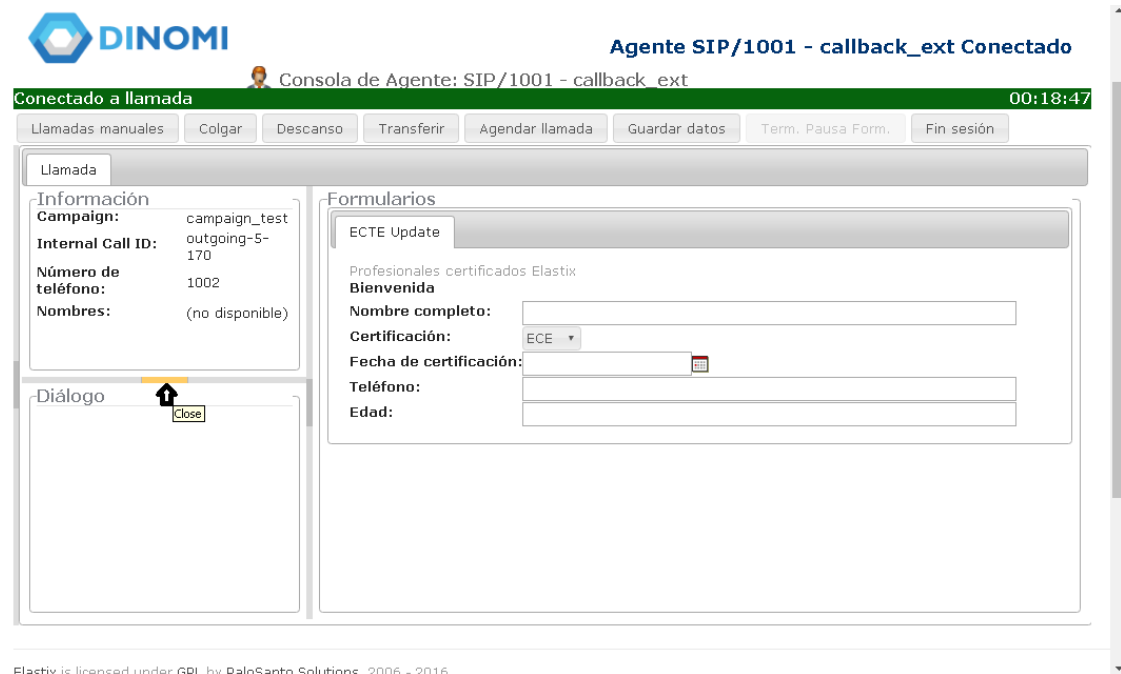 DINOMI
Agente SIP/1001 - callback_ext Conectado
Consola de Agente: SIP/1001 - callback_ext
Conectado a llamada 00:18:47
Llamadas manuales Colgar Descanso Transferir Agendar llamada Guardar datos Term. Pausa Form. Fin sesión
Llamada
Información
Campaign: campaign_test
Internal Call ID: outgoing-5-
170
Número de
teléfono: 1002
Nombres: (no disponible)
Diálogo
Close
Formularios
ECTE Update
Profesionales certificados Elastix
Bienvenida
Nombre completo:
Certificación: ECE
Fecha de certificación:
Teléfono:
Edad:
Elastix is licensed under GPL by PaloSanto Solutions. 2006 - 2016.